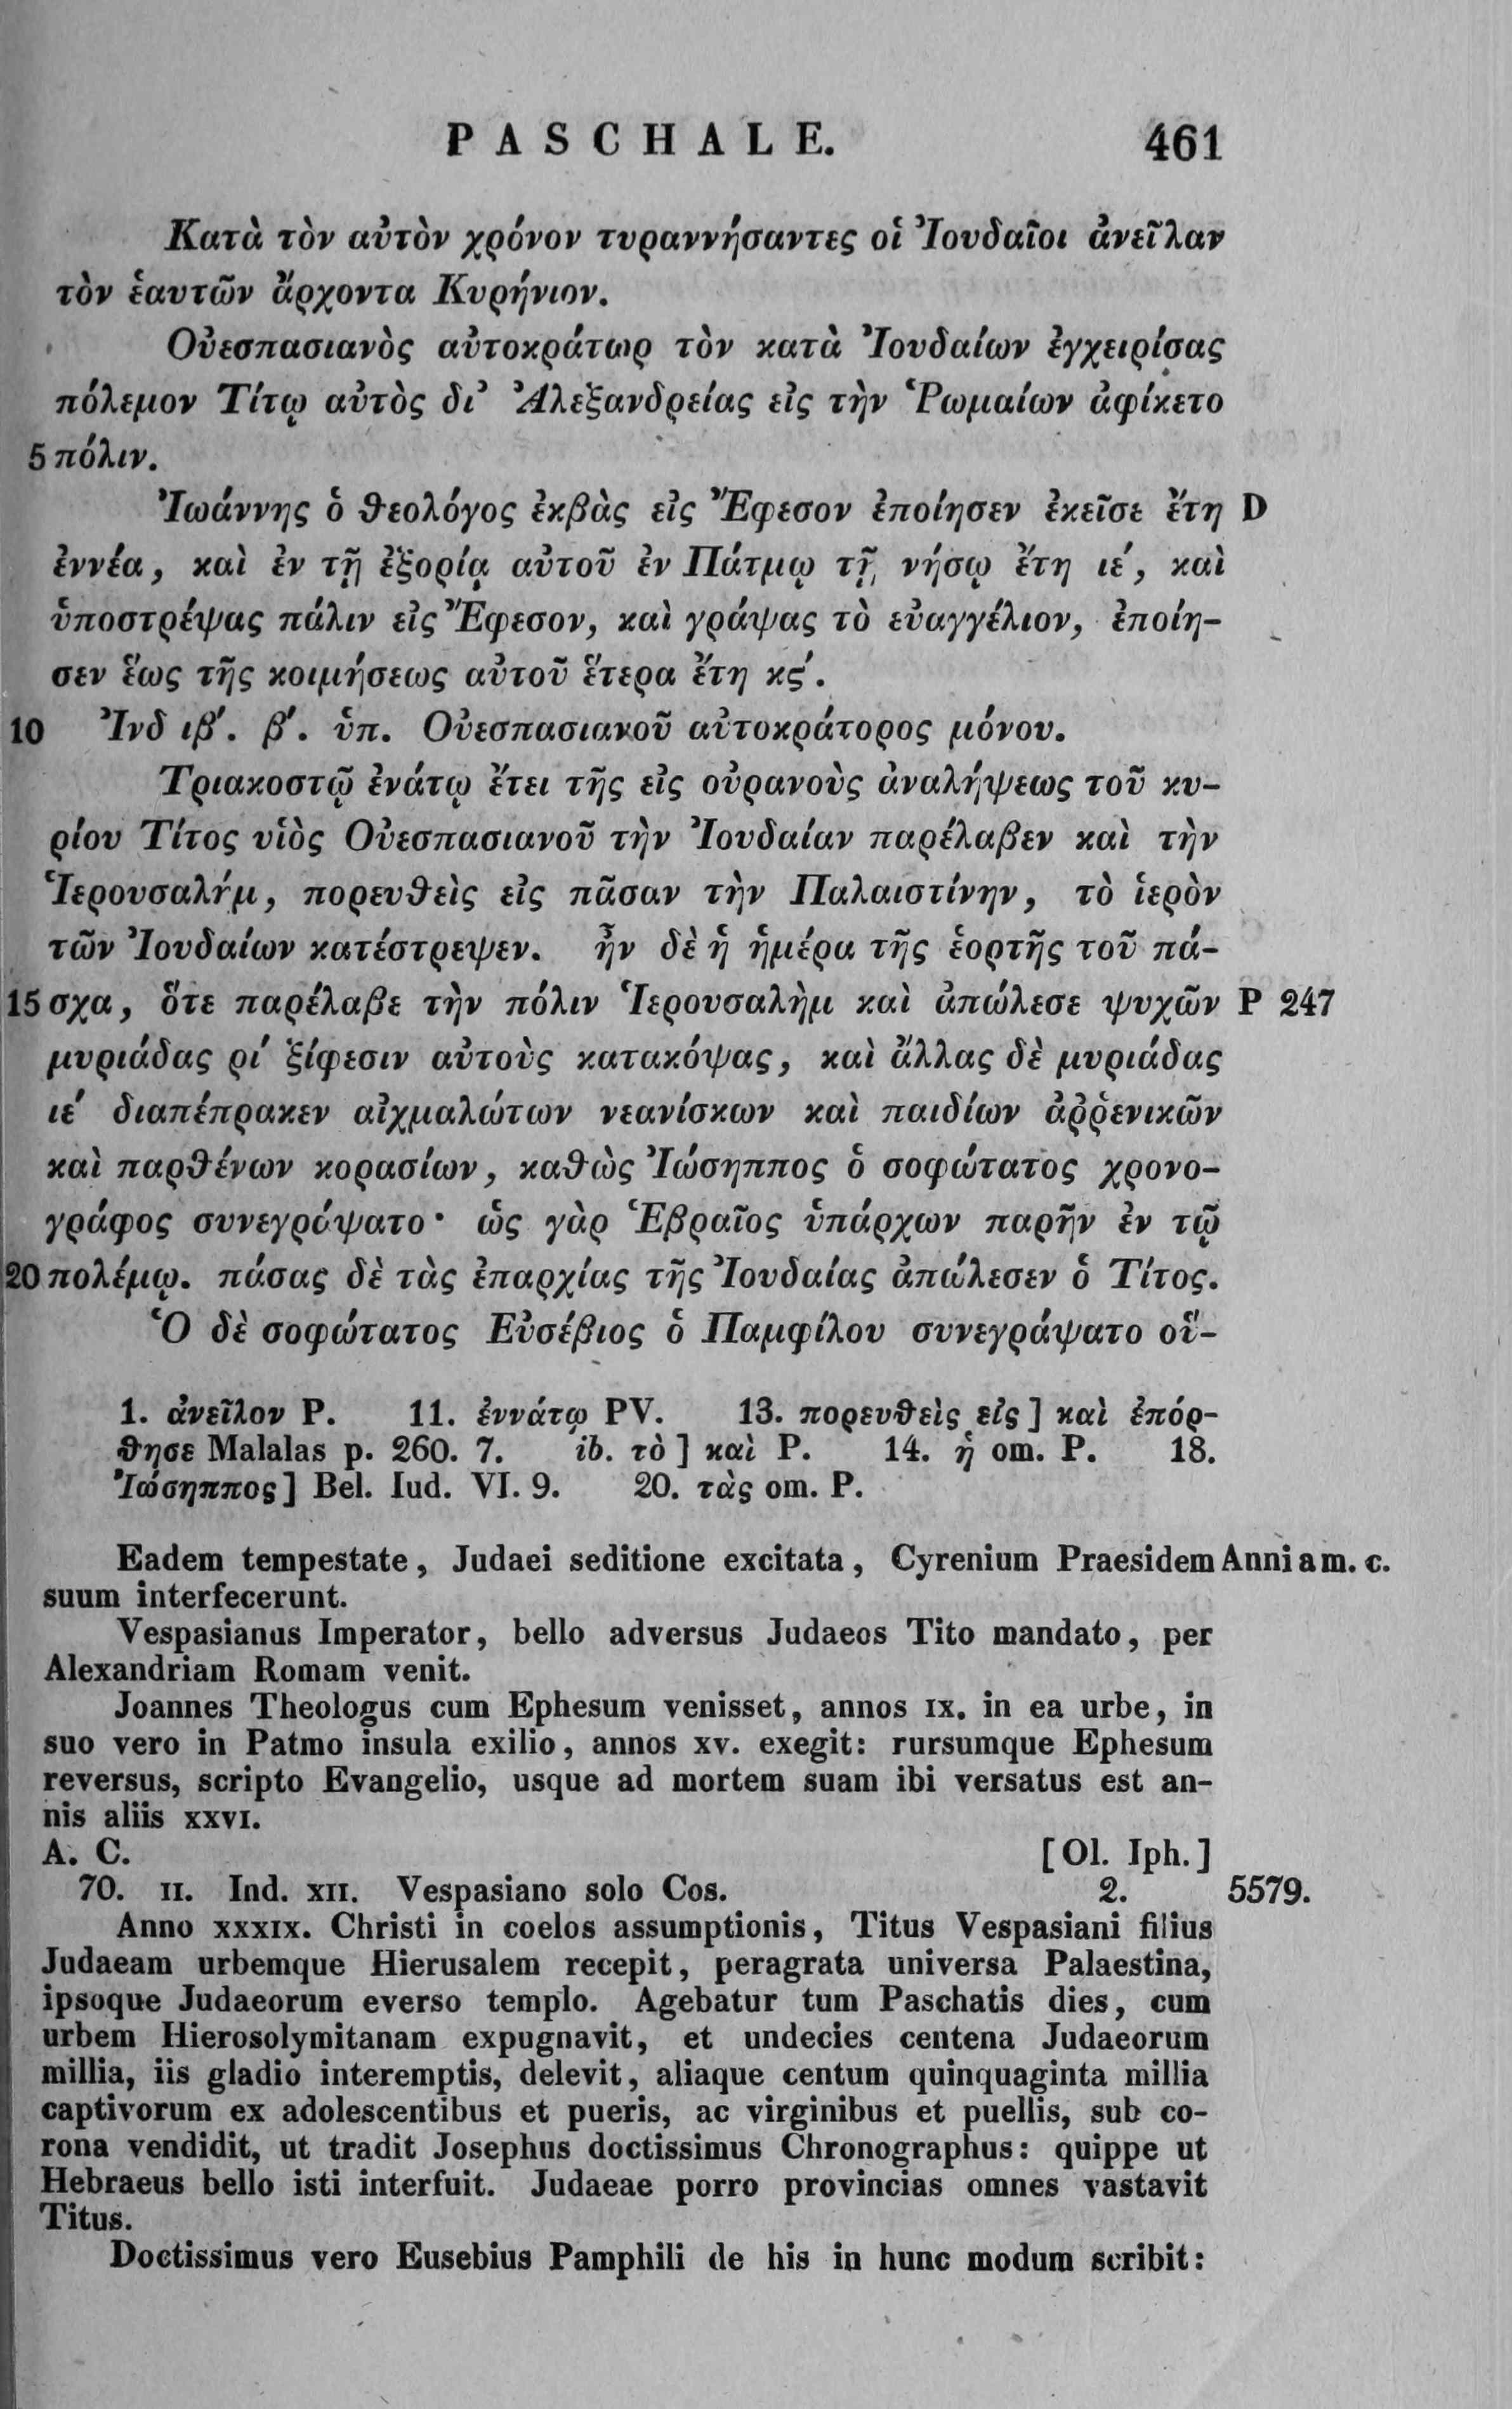 PASCHALE. 461
Κατὰ τὸν αὐτὸν χρόνον τυραννήσαντες οἱ Ἰουδαῖοι ἀνεῖλαν
τὸν ἑαυτῶν ἄρχοντα Κυρήνιον.
Οὐεσπασιανὸς αὐτοκράτωρ τὸν κατὰ Ἰουδαίων ἐγχειρίσας
πόλεμον Τίτῳ αὐτὸς δι’ Ἀλεξανδρείας εἰς τὴν Ῥωμαίων ἀφίκετο
5 πόλιν.
Ἰωάννης ὁ θεολόγος ἐκβὰς εἰς Ἔφεσον ἐποίησεν ἐκεῖσε ἔτη D
ἐννέα, καὶ ἐν τῇ ἐξορίᾳ αὐτοῦ ἐν Πάτμῳ τῇ νήσῳ ἔτη ιέ, καὶ
ὑποστρέψας πάλιν εἰς Ἔφεσον, καὶ γράψας τὸ εὐαγγέλιον, ἐποίη-
σεν ἕως τῆς κοιμήσεως αὐτοῦ ἕτερα ἔτη κϛ΄.
10 Ἰνδ ιβ΄. β΄. ὑπ. Οὐεσπασιανοῦ αὐτοκράτορος μόνου.
Τριακοστῷ ἐνάτῳ ἔτει τῆς εἰς οὐρανοὺς ἀναλήψεως τοῦ κυ-
ρίου Τίτος υἱὸς Οὐεσπασιανοῦ τὴν Ἰουδαίαν παρέλαβεν καὶ τὴν
Ἱερουσαλήμ, πορευθεὶς εἰς πᾶσαν τὴν Παλαιστίνην, τὸ ἱερὸν
τῶν Ἰουδαίων κατέστρεψεν. ἦν δὲ ἡ ἡμέρα τῆς ἑορτῆς τοῦ πά-
15 σχα, ὅτε παρέλαβε τὴν πόλιν Ἱερουσαλὴμ καὶ ἀπώλεσε ψυχῶν P 247
μυριάδας ρί ξίφεσιν αὐτοὺς κατακόψας, καὶ ἄλλας δὲ μυριάδας
ιε΄ διαπέπρακεν αἰχμαλώτων νεανίσκων καὶ παιδίων ἀῤῥενικῶν
καὶ παρθένων κορασίων, καθὼς Ἰώσηππος ὁ σοφώτατος χρονο-
γράφος συνεγράψατο· ὡς γὰρ Ἑβραῖος ὑπάρχων παρῆν ἐν τῷ
20 πολέμῳ. πάσας δὲ τὰς ἐπαρχίας τῆς Ἰουδαίας ἀπώλεσεν ὁ Τίτος.
Ὁ δὲ σοφώτατος Εὐσέβιος ὁ Παμφίλου συνεγράψατο οὕ-
1. ἀνεῖλον P. 11. ἐννάτῳ PV. 13. πορευθεὶς εἰς] καὶ ἐπόρ-
θησε Malalas p. 260. 7. ib. τὸ] καὶ P. 14. ἡ om. P. 18.
Ἰώσηππος] Bel. Iud. VI. 9. 20. τὰς om. P.
Eadem tempestate, Judaei seditione excitata, Cyrenium Praesidem Anni a m. c.
suum interfecerunt.
Vespasianus Imperator, bello adversus Judaeos Tito mandato, per
Alexandriam Romam venit.
Joannes Theologus cum Ephesum venisset, annos IX. in ea urbe, in
suo vero in Patmo insula exilio, annos XV. exegit: rursumque Ephesum
reversus, scripto Evangelio, usque ad mortem suam ibi versatus est an-
nis aliis XXVI.
A. C. [Ol. Iph.]
70. II. Ind. XII. Vespasiano solo Cos. 2. 5579.
Anno XXXIX. Christi in coelos assumptionis, Titus Vespasiani filius
Judaeam urbemque Hierusalem recepit, peragrata universa Palaestina,
ipsoque Judaeorum everso templo. Agebatur tum Paschatis dies, cum
urbem Hierosolymitanam expugnavit, et undecies centena Judaeorum
millia, iis gladio interemptis, delevit, aliaque centum quinquaginta millia
captivorum ex adolescentibus et pueris, ac virginibus et puellis, sub co-
rona vendidit, ut tradit Josephus doctissimus Chronographus: quippe ut
Hebraeus bello isti interfuit. Judaeae porro provincias omnes vastavit
Titus.
Doctissimus vero Eusebius Pamphili de his in hunc modum scribit: